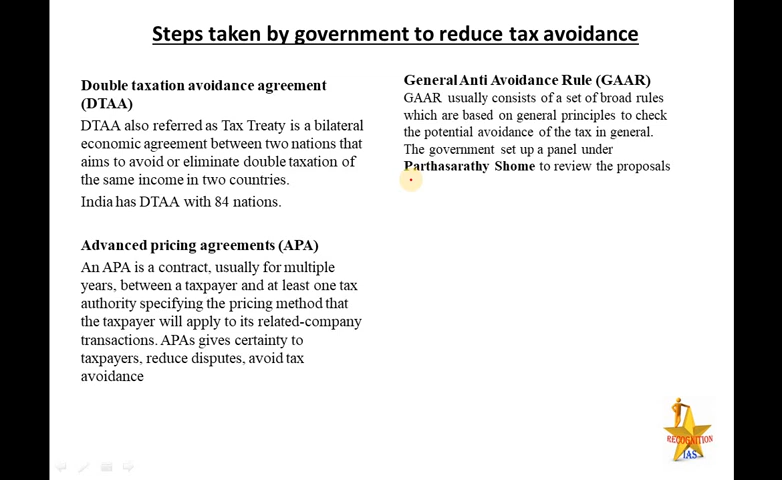 Steps taken by government to reduce tax avoidance
Double taxation avoidance agreement
(DTAA)
DTAA also referred as Tax Treaty is a bilateral
economic agreement between two nations that
aims to avoid or eliminate double taxation of
the same income in two countries.
India has DTAA with 84 nations.
Advanced pricing agreements (APA)
An APA is a contract, usually for multiple
years, between a taxpayer and at least one tax
authority specifying the pricing method that
the taxpayer will apply to its related-company
transactions. APAs gives certainty to
taxpayers, reduce disputes, avoid tax
avoidance
General Anti Avoidance Rule (GAAR)
GAAR usually consists of a set of broad rules
which are based on general principles to check
the potential avoidance of the tax in general.
The government set up a panel under
Parthasarathy Shome to review the proposals
RECOGNITION
IAS